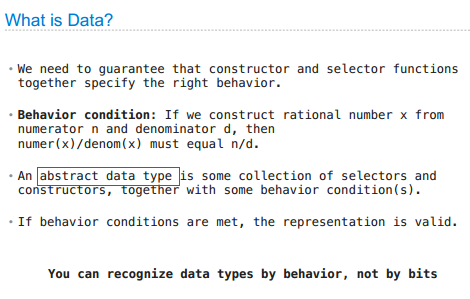 What is Data?
• We need to guarantee that constructor and selector functions
together specify the right behavior.
• Behavior condition: If we construct rational number x from
numerator n and denominator d, then
numer(x)/denom(x) must equal n/d.
• An abstract data type is some collection of selectors and
constructors, together with some behavior condition(s).
• If behavior conditions are met, the representation is valid.
You can recognize data types by behavior, not by bits